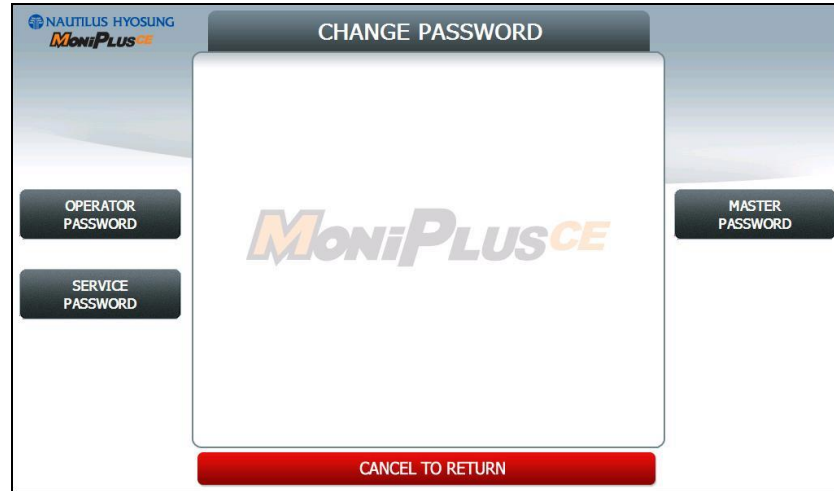 NAUTILUS HYOSUNG
MONiPLUSCE
CHANGE PASSWORD
OPERATOR
PASSWORD
MASTER
PASSWORD
MONiPLUSCE
SERVICE
PASSWORD
CANCEL TO RETURN